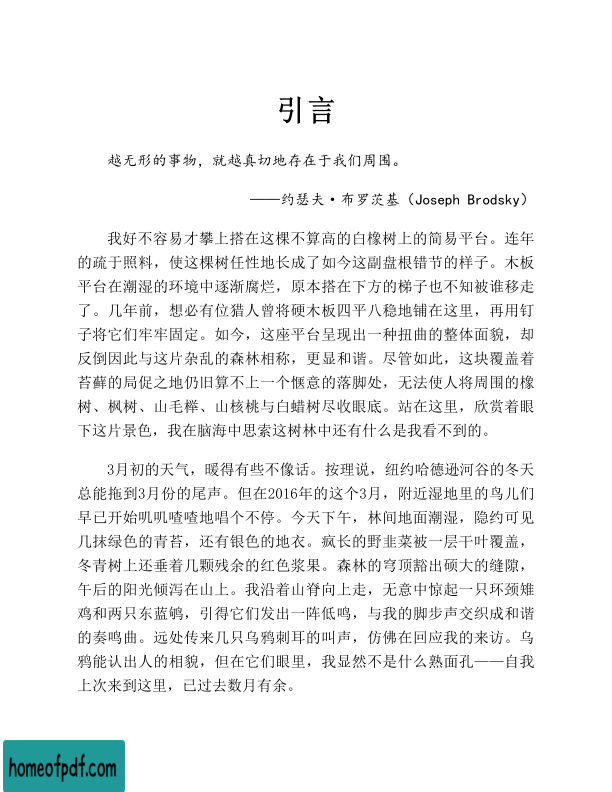 引言
越无形的事物，就越真切地存在于我们周围。
——约瑟夫·布罗茨基（Joseph Brodsky）
我好不容易才攀上搭在这棵不算高的白橡树上的简易平台。连年
的疏于照料，使这棵树任性地长成了如今这副盘根错节的样子。木板
平台在潮湿的环境中逐渐腐烂，原本搭在下方的梯子也不知被谁移走
了。几年前，想必有位猎人曾将硬木板四平八稳地铺在这里，再用钉
子将它们牢牢固定。如今，这座平台呈现出一种扭曲的整体面貌，却
反倒因此与这片杂乱的森林相称，更显和谐。尽管如此，这块覆盖着
苔藓的局促之地仍旧算不上一个惬意的落脚处，无法使人将周围的橡
树、枫树、山毛榉、山核桃与白蜡树尽收眼底。站在这里，欣赏着眼
下这片景色，我在脑海中思索这树林中还有什么是我看不到的。
3月初的天气，暖得有些不像话。按理说，纽约哈德逊河谷的冬天
总能拖到3月份的尾声。但在2016年的这个3月，附近湿地里的鸟儿们
早已开始叽叽喳喳地唱个不停。今天下午，林间地面潮湿，隐约可见
几抹绿色的青苔，还有银色的地衣。疯长的野韭菜被一层干叶覆盖，
冬青树上还垂着几颗残余的红色浆果。森林的穹顶豁出硕大的缝隙，
午后的阳光倾泻在山上。我沿着山脊向上走，无意中惊起一只环颈雉
鸡和两只东蓝鸲，引得它们发出一阵低鸣，与我的脚步声交织成和谐
的奏鸣曲。远处传来几只乌鸦刺耳的叫声，仿佛在回应我的来访。乌
鸦能认出人的相貌，但在它们眼里，我显然不是什么熟面孔——自我
上次来到这里，已过去数月有余。
homeofpdf.com